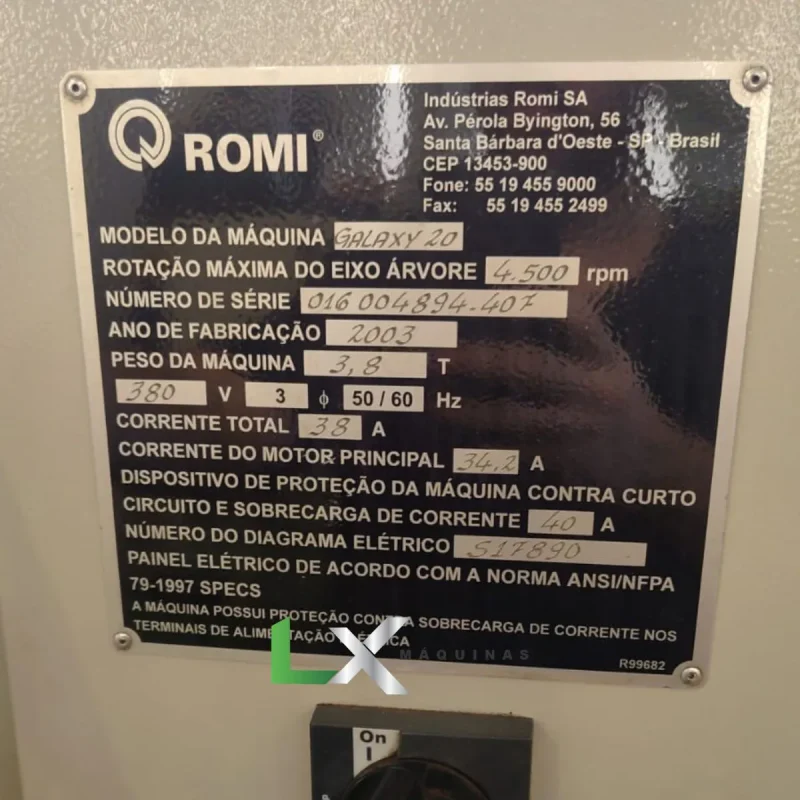 ROMI®
Indústrias Romi SA
Av. Pérola Byington, 56
Santa Bárbara d'Oeste - SP - Brasil
CEP 13453-900
Fone: 55 19 455 9000
Fax: 55 19 455 2499
MODELO DA MÁQUINA GALAXY 20
ROTAÇÃO MÁXIMA DO EIXO ÁRVORE 4.500 rpm
NÚMERO DE SÉRIE 016 004894.407
ANO DE FABRICAÇÃO 2003
PESO DA MÁQUINA 3,8 T
380 V 3 ϕ 50 / 60 Hz
CORRENTE TOTAL 38 A
CORRENTE DO MOTOR PRINCIPAL 34,2 A
DISPOSITIVO DE PROTEÇÃO DA MÁQUINA CONTRA CURTO
CIRCUITO E SOBRECARGA DE CORRENTE 40 A
NÚMERO DO DIAGRAMA ELÉTRICO S17890
PAINEL ELÉTRICO DE ACORDO COM A NORMA ANSI/NFPA
79-1997 SPECS
A MÁQUINA POSSUI PROTEÇÃO CONTRA SOBRECARGA DE CORRENTE NOS
TERMINAIS DE ALIMENTAÇÃO ELÉTRICA
LX
MÁQUINAS
R99682
On
I